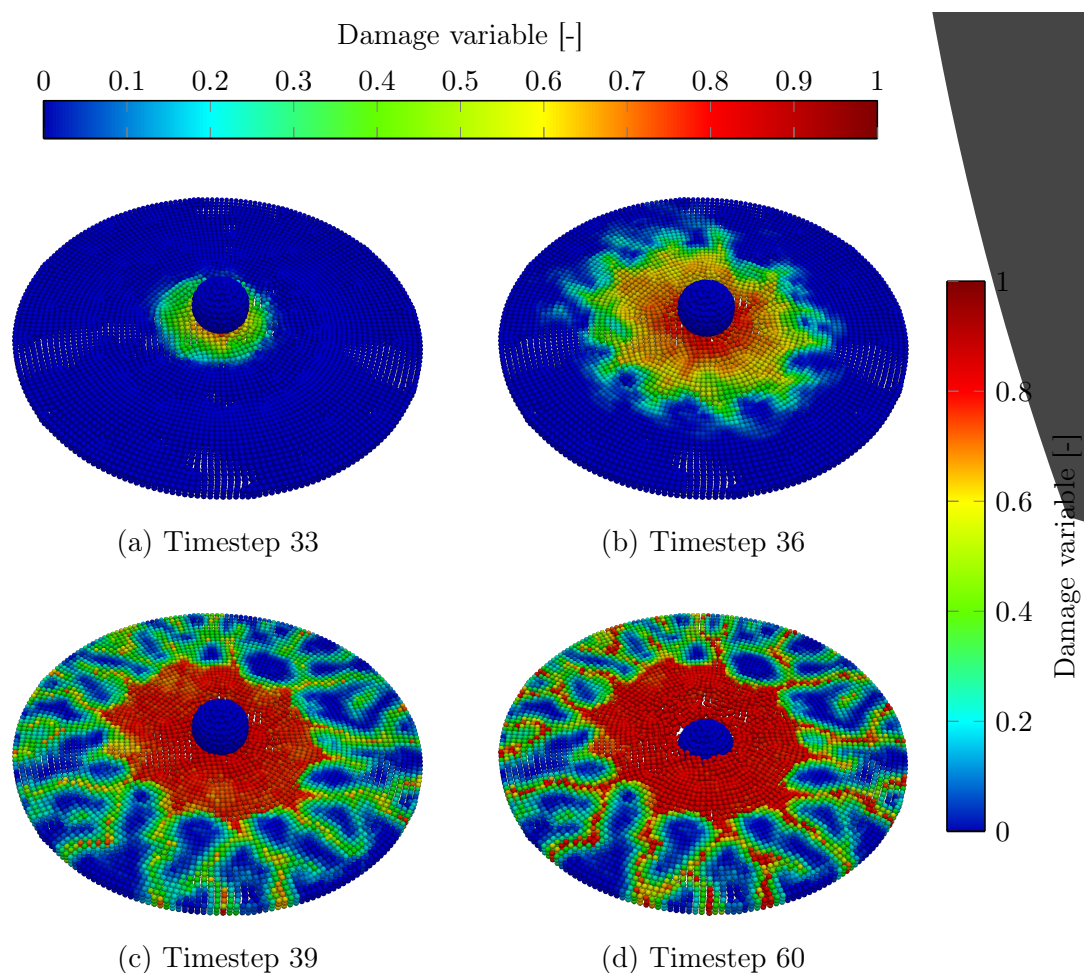 Damage variable [-]
0 0.1 0.2 0.3 0.4 0.5 0.6 0.7 0.8 0.9 1
(a) Timestep 33
(b) Timestep 36
1
0.8
0.6
0.4
0.2
0
Damage variable [-]
(c) Timestep 39
(d) Timestep 60